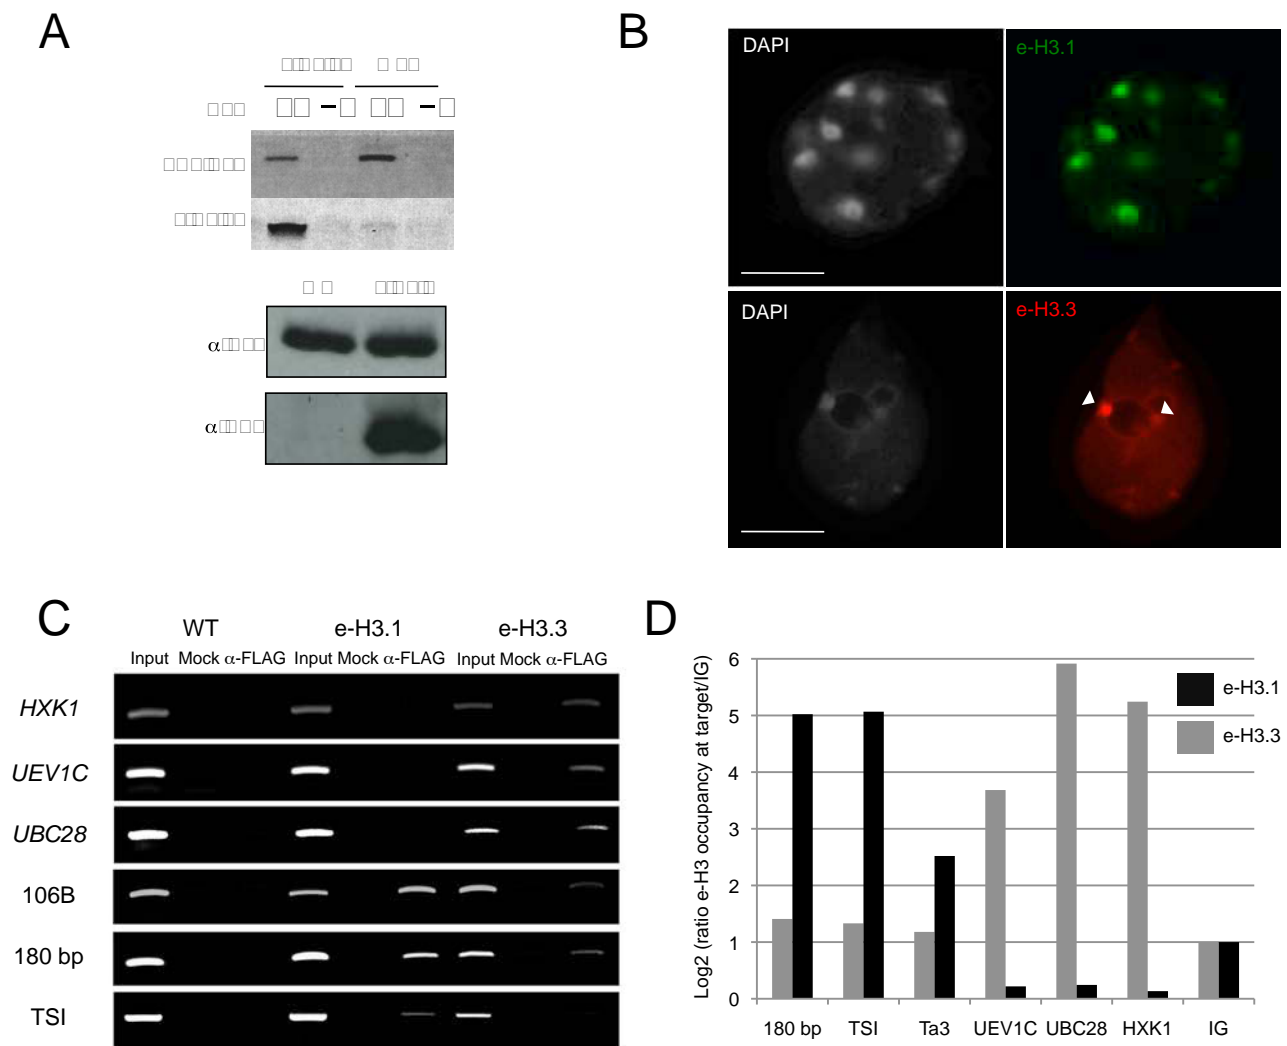 A
α
α
B
DAPI
e-H3.1
DAPI
e-H3.3
C
WT e-H3.1 e-H3.3
Input Mock α-FLAG Input Mock α-FLAG Input Mock α-FLAG
HXK1
UEV1C
UBC28
106B
180 bp
TSI
D
Log2 (ratio e-H3 occupancy at target/IG)
6
5
4
3
2
1
0
e-H3.1
e-H3.3
180 bp TSI Ta3 UEV1C UBC28 HXK1 IG